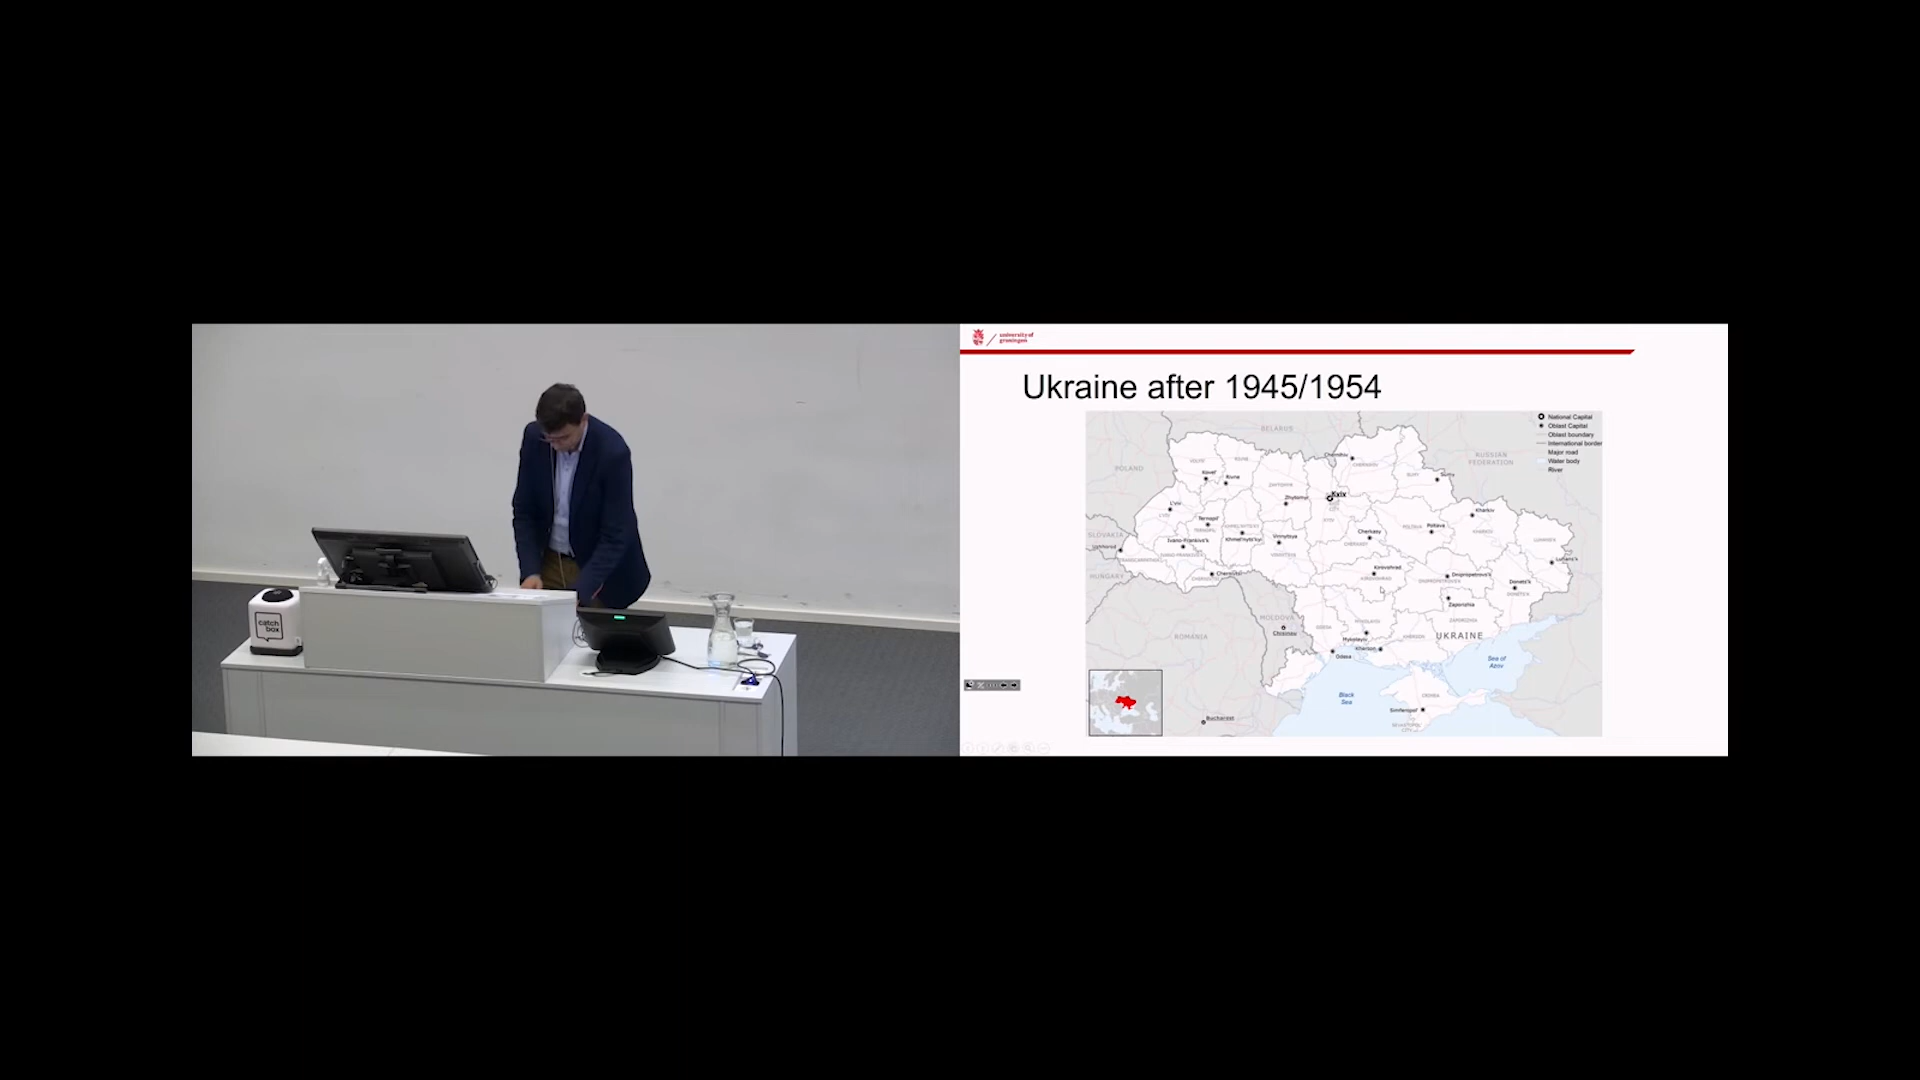 catch
box
university of
groningen
Ukraine after 1945/1954
National Capital
Oblast Capital
Oblast boundary
International border
Major road
Water body
River
BELARUS
POLAND
RUSSIAN
FEDERATION
SLOVAKIA
HUNGARY
ROMANIA
MOLDOVA
UKRAINE
Chernihiv
Rivne
Kyiv
Zhytomyr
L'viv
Kharkiv
Poltava
Cherkasy
Ternopil'
Ivano-Frankivs'k
Khmel'nyts'kyy
Vinnytsya
Uzhhorod
Chernivtsi
Kirovohrad
Dnipropetrovs'k
Donets'k
Luhans'k
Zaporizhia
Chisinau
Mykolayiv
Kherson
Odesa
Sea of
Azov
Black
Sea
CRIMEA
Simferopol'
Bucharest